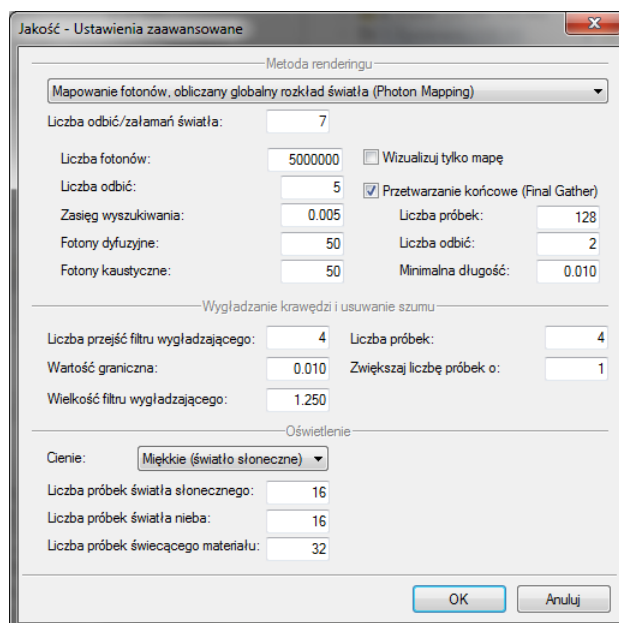 Jakość - Ustawienia zaawansowane
Metoda renderingu
Mapowanie fotonów, obliczany globalny rozkład światła (Photon Mapping)
Liczba odbić/załamań światła: 7
Liczba fotonów: 5000000 Wizualizuj tylko mapę
Liczba odbić: 5 Przetwarzanie końcowe (Final Gather)
Zasięg wyszukiwania: 0.005 Liczba próbek: 128
Fotony dyfuzyjne: 50 Liczba odbić: 2
Fotony kaustyczne: 50 Minimalna długość: 0.010
Wygładzanie krawędzi i usuwanie szumu
Liczba przejść filtru wygładzającego: 4 Liczba próbek: 4
Wartość graniczna: 0.010 Zwiększaj liczbę próbek o: 1
Wielkość filtru wygładzającego: 1.250
Oświetlenie
Cienie: Miękkie (światło słoneczne)
Liczba próbek światła słonecznego: 16
Liczba próbek światła nieba: 16
Liczba próbek świecącego materiału: 32
OK Anuluj